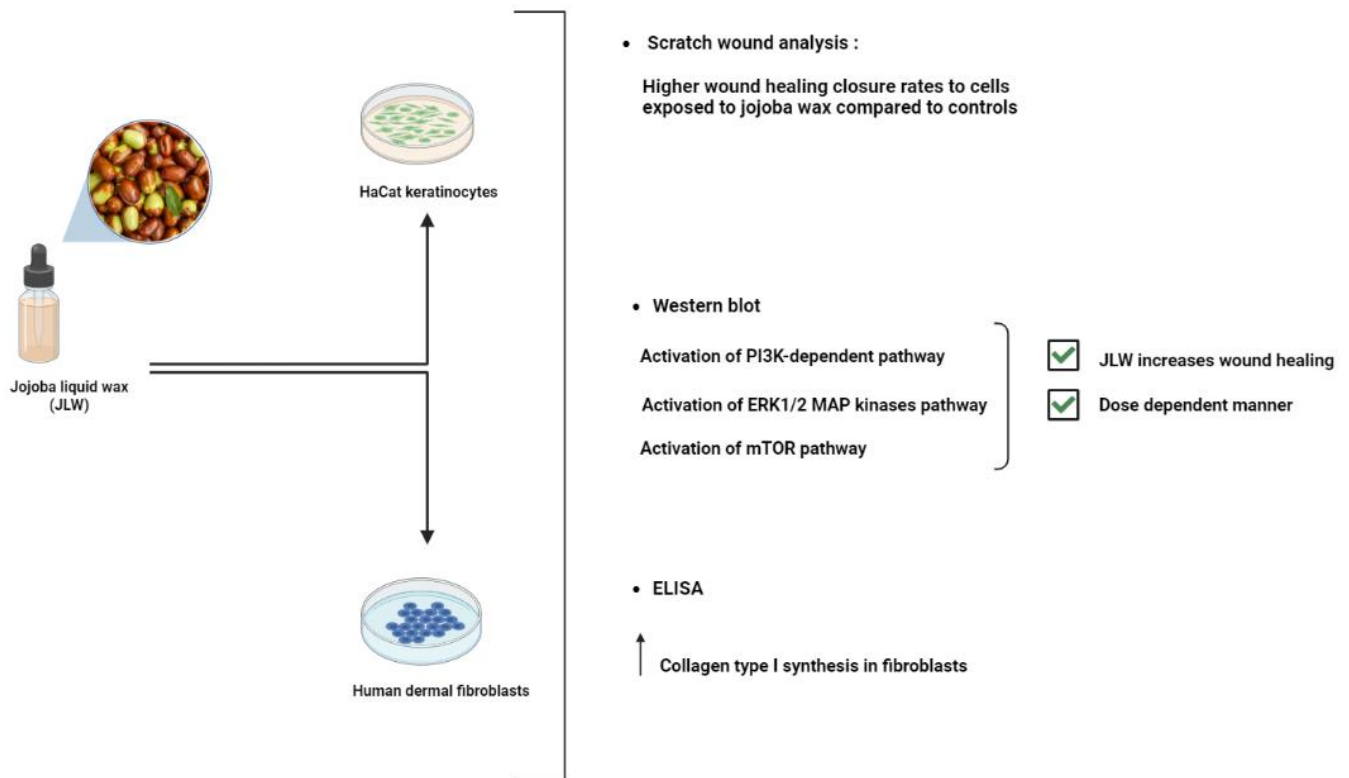 Jojoba liquid wax
(JLW)
HaCat keratinocytes
Human dermal fibroblasts
• Scratch wound analysis :
Higher wound healing closure rates to cells
exposed to jojoba wax compared to controls
• Western blot
Activation of PI3K-dependent pathway
Activation of ERK1/2 MAP kinases pathway
Activation of mTOR pathway
JLW increases wound healing
Dose dependent manner
• ELISA
Collagen type I synthesis in fibroblasts